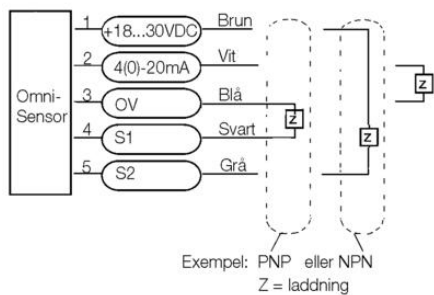 Omni-
Sensor
1 +18...30VDC Brun
2 4(0)-20mA Vit
3 OV Blå
4 S1 Svart
5 S2 Grå
Z
Z
Z
Exempel: PNP eller NPN
Z = laddning